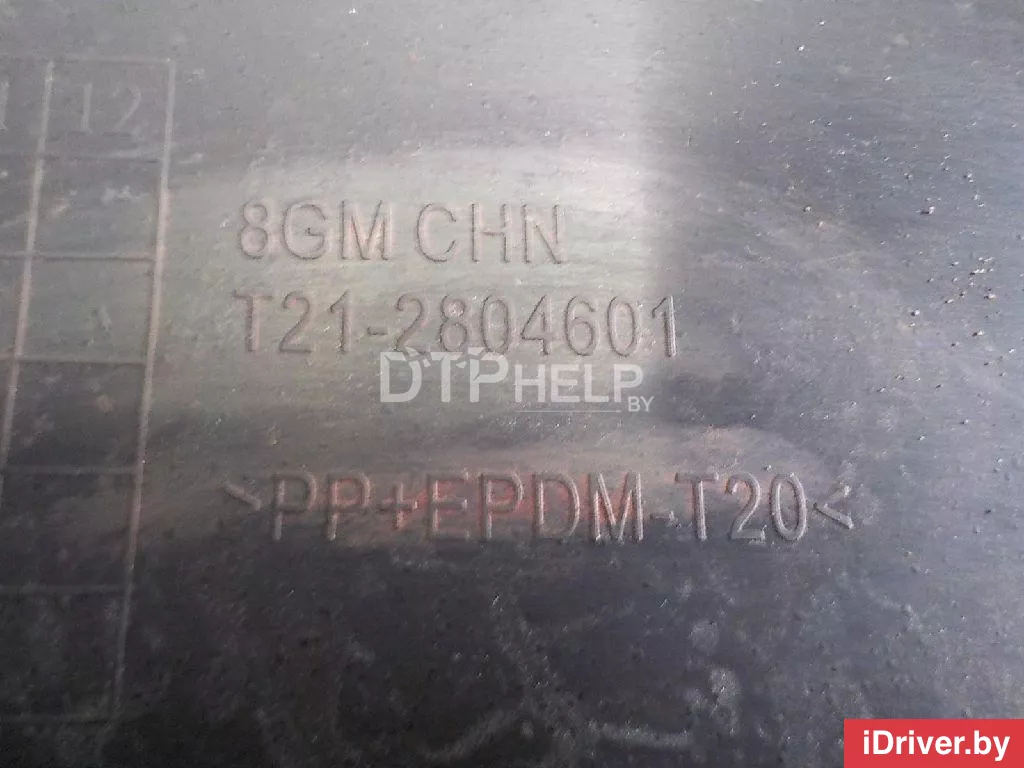 12
8GM CHN
T21-2804601
DTPHELP
BY
>PP+EPDM-T20<
iDriver.by